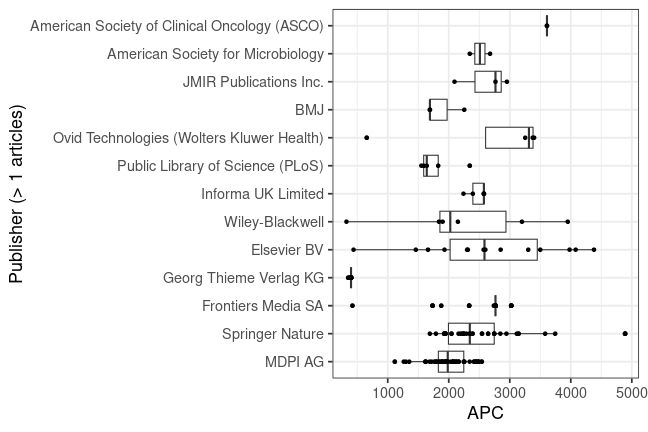 Publisher (> 1 articles)
American Society of Clinical Oncology (ASCO)
American Society for Microbiology
JMIR Publications Inc.
BMJ
Ovid Technologies (Wolters Kluwer Health)
Public Library of Science (PLoS)
Informa UK Limited
Wiley-Blackwell
Elsevier BV
Georg Thieme Verlag KG
Frontiers Media SA
Springer Nature
MDPI AG
1000 2000 3000 4000 5000
APC